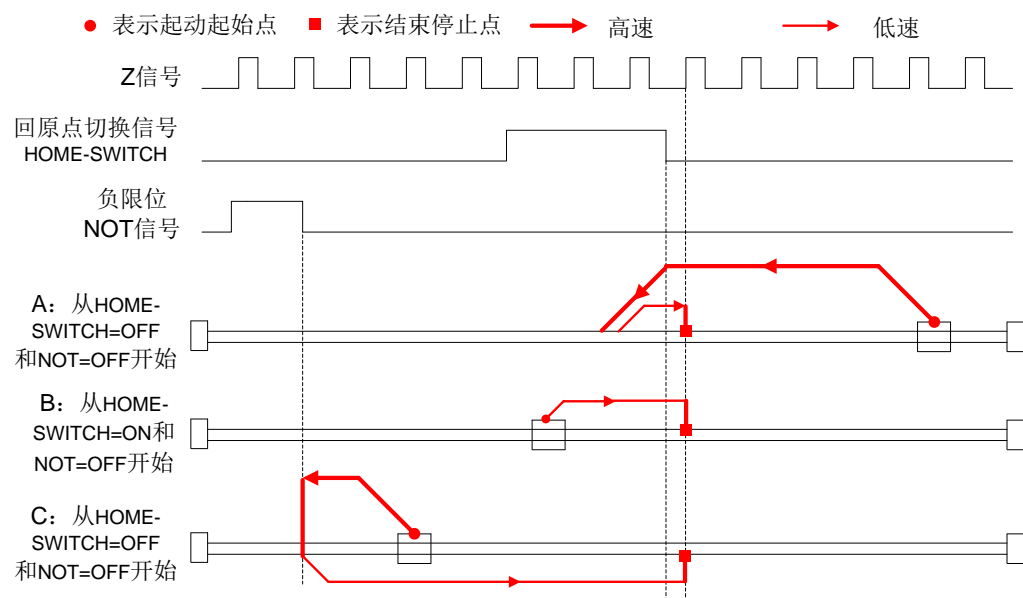 表示起动起始点 表示结束停止点 高速 低速
Z信号
回原点切换信号
HOME-SWITCH
负限位
NOT信号
A：从HOME-
SWITCH=OFF
和NOT=OFF开始
B：从HOME-
SWITCH=ON和
NOT=OFF开始
C：从HOME-
SWITCH=OFF
和NOT=OFF开始